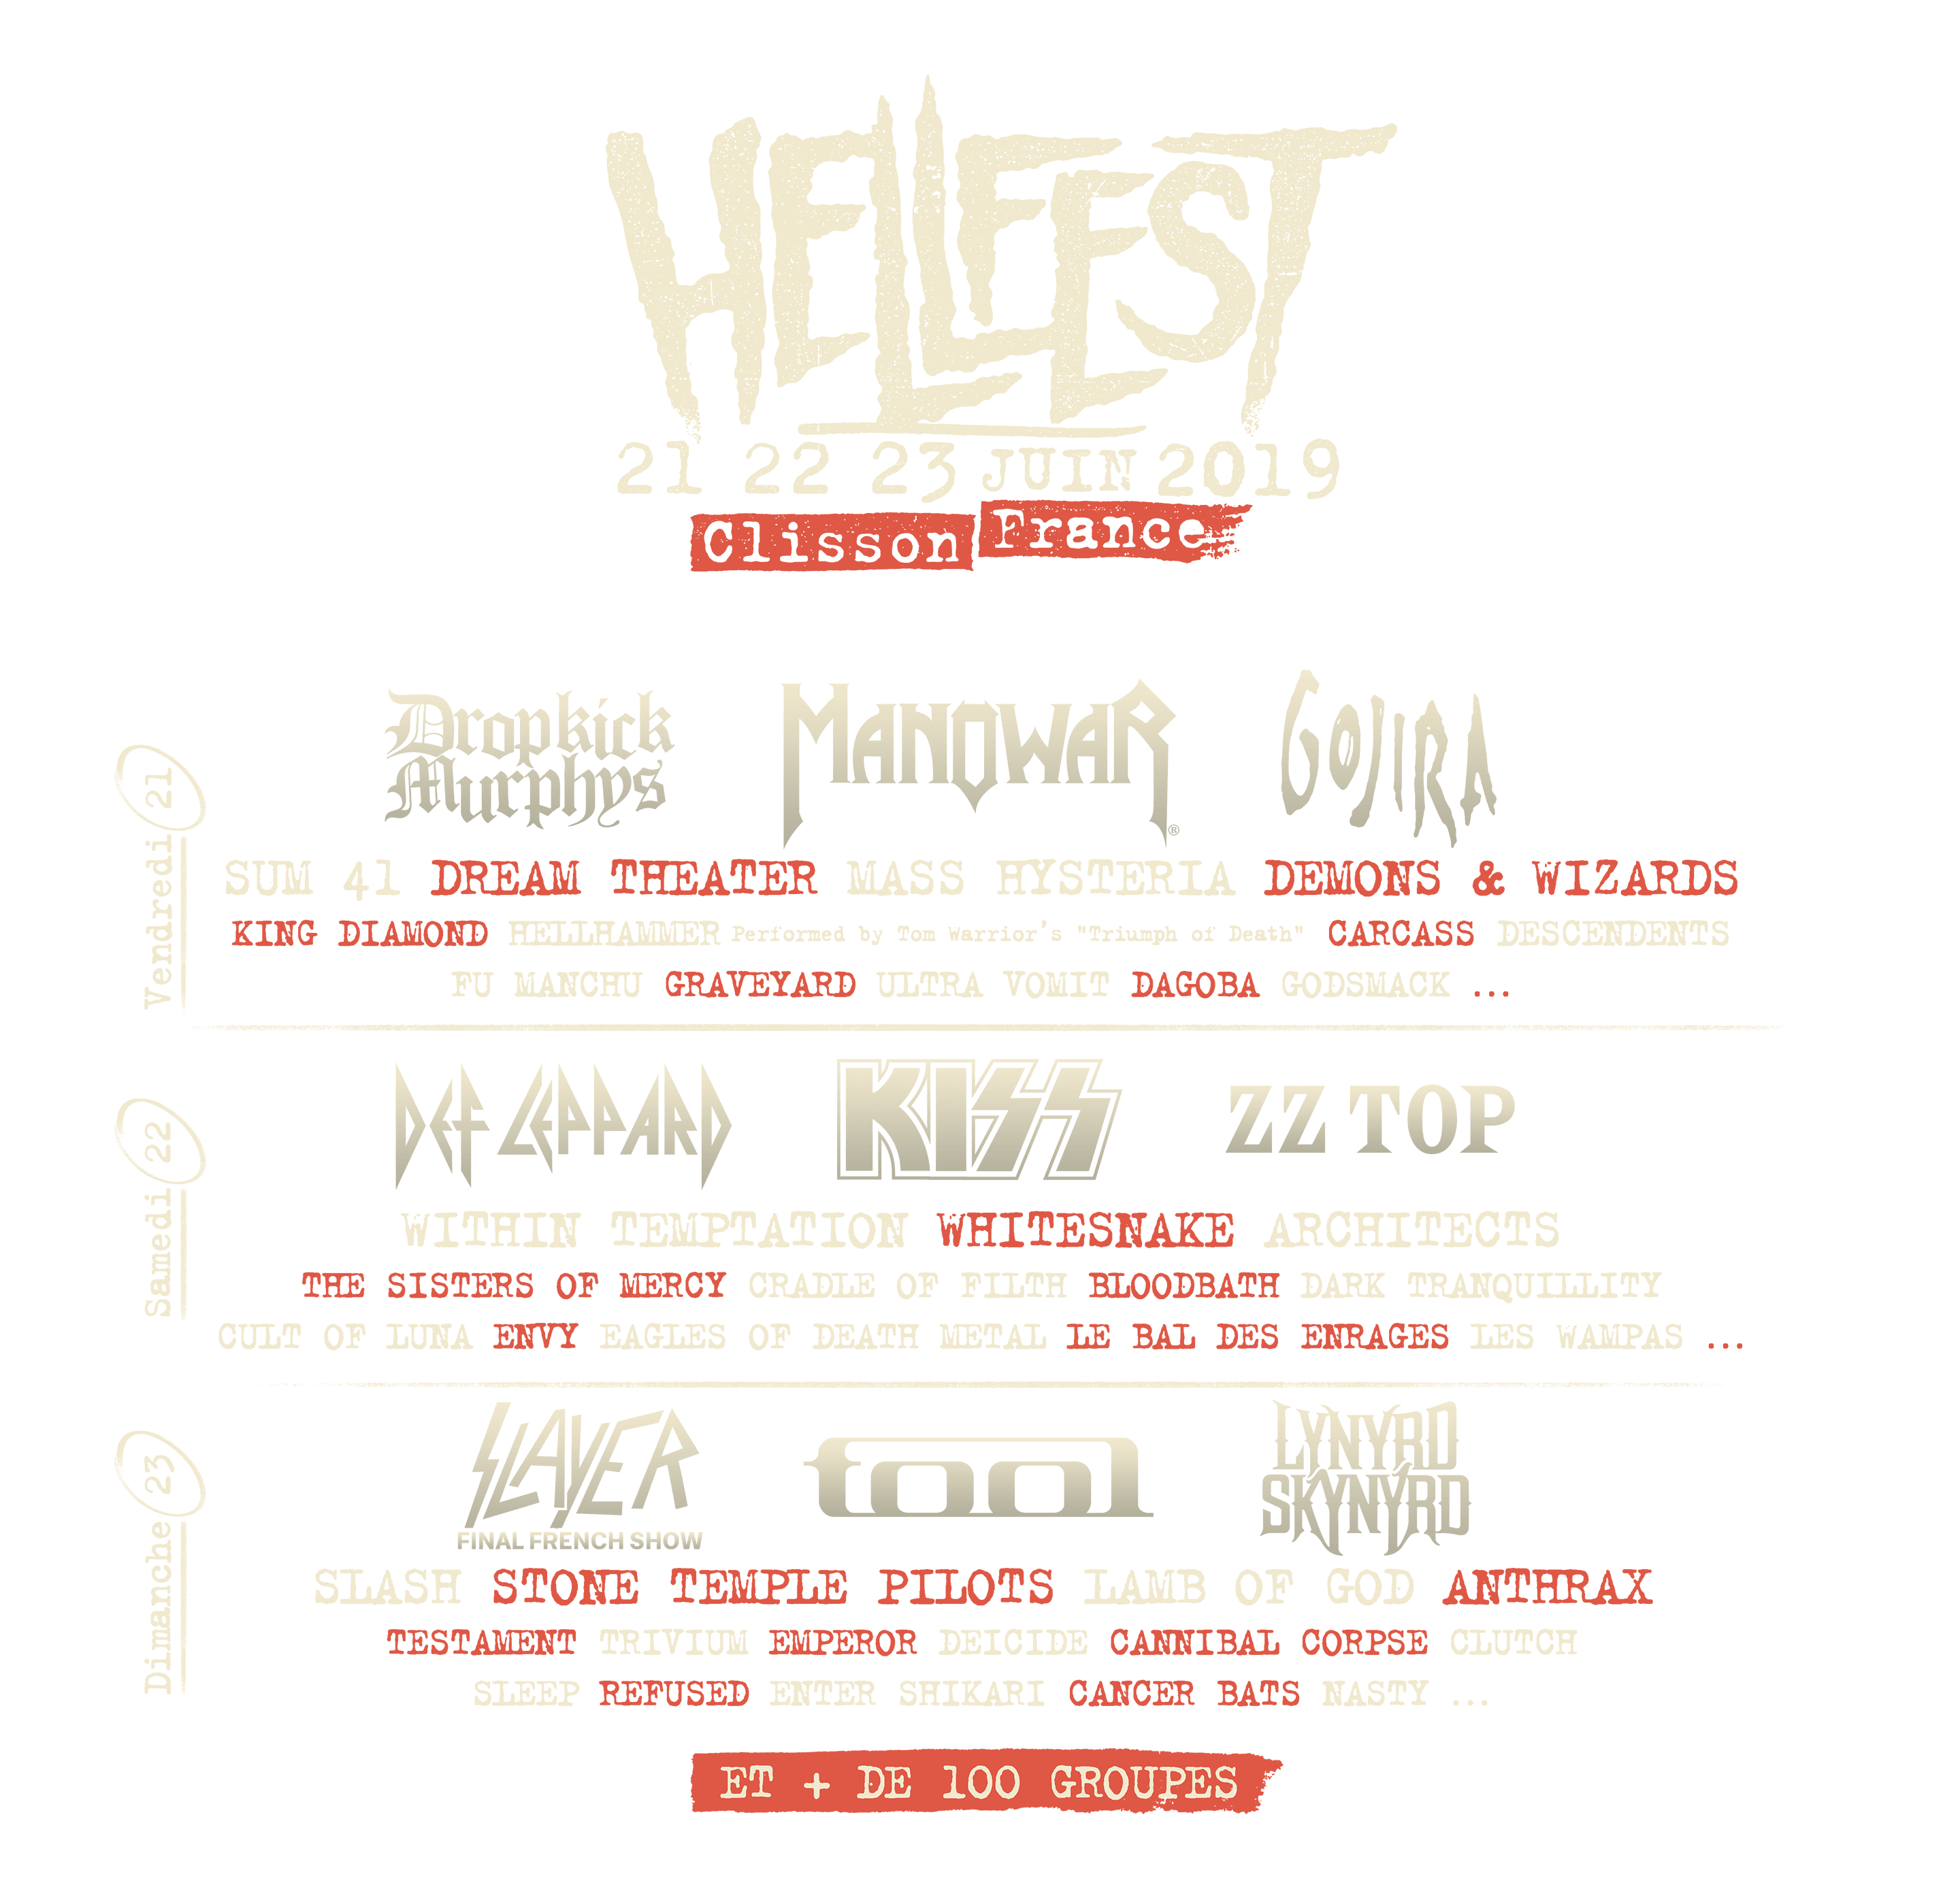 HELLFEST
21 22 23 JUIN 2019
Clisson France
Vendredi 21
Dropkick Murphys MANOWAR® GOJIRA
SUM 41 DREAM THEATER MASS HYSTERIA DEMONS & WIZARDS
KING DIAMOND HELLHAMMER Performed by Tom Warrior's "Triumph of Death" CARCASS DESCENDENTS
FU MANCHU GRAVEYARD ULTRA VOMIT DAGOBA GODSMACK ...
Samedi 22
DEF LEPPARD KISS ZZ TOP
WITHIN TEMPTATION WHITESNAKE ARCHITECTS
THE SISTERS OF MERCY CRADLE OF FILTH BLOODBATH DARK TRANQUILLITY
CULT OF LUNA ENVY EAGLES OF DEATH METAL LE BAL DES ENRAGES LES WAMPAS ...
Dimanche 23
SLAYER tool LYNYRD SKYNYRD
FINAL FRENCH SHOW
SLASH STONE TEMPLE PILOTS LAMB OF GOD ANTHRAX
TESTAMENT TRIVIUM EMPEROR DEICIDE CANNIBAL CORPSE CLUTCH
SLEEP REFUSED ENTER SHIKARI CANCER BATS NASTY ...
ET + DE 100 GROUPES